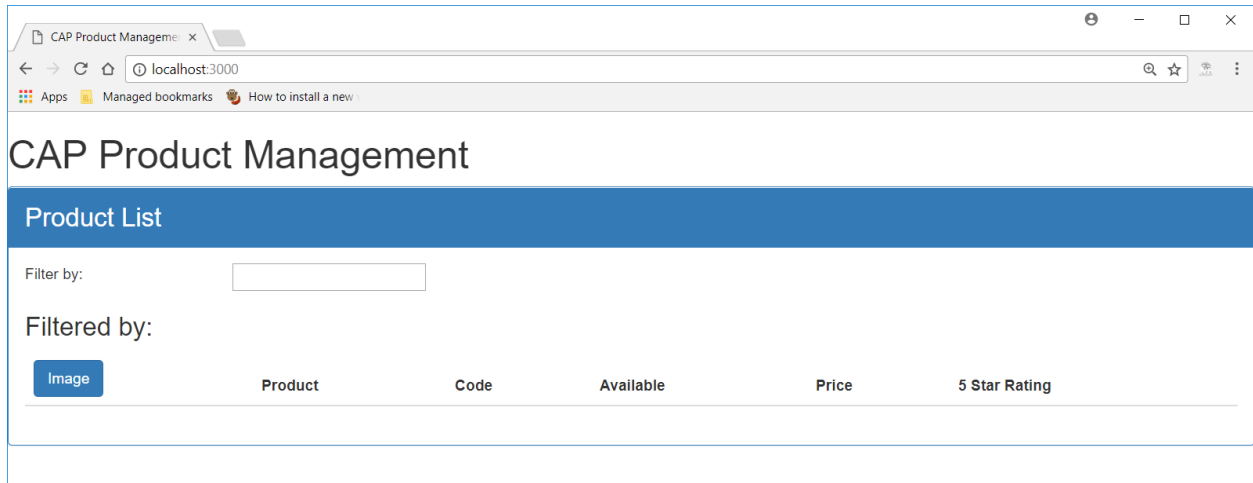 CAP Product Manageme
localhost:3000
Apps Managed bookmarks How to install a new
CAP Product Management
Product List
Filter by:
Filtered by:
Image Product Code Available Price 5 Star Rating